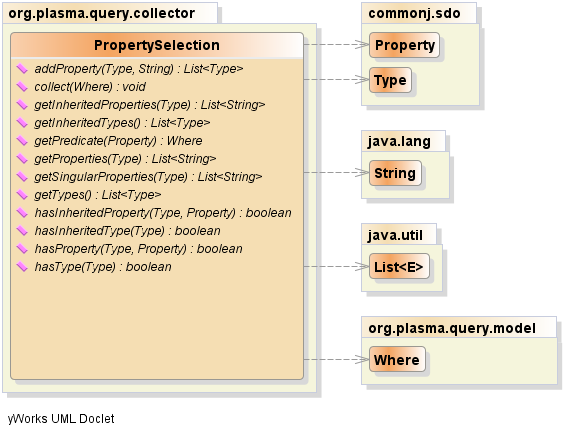 org.plasma.query.collector
PropertySelection
addProperty(Type, String) : List<Type>
collect(Where) : void
getInheritedProperties(Type) : List<String>
getInheritedTypes() : List<Type>
getPredicate(Property) : Where
getProperties(Type) : List<String>
getSingularProperties(Type) : List<String>
getTypes() : List<Type>
hasInheritedProperty(Type, Property) : boolean
hasInheritedType(Type) : boolean
hasProperty(Type, Property) : boolean
hasType(Type) : boolean
commonj.sdo
Property
Type
java.lang
String
java.util
List<E>
org.plasma.query.model
Where
yWorks UML Doclet